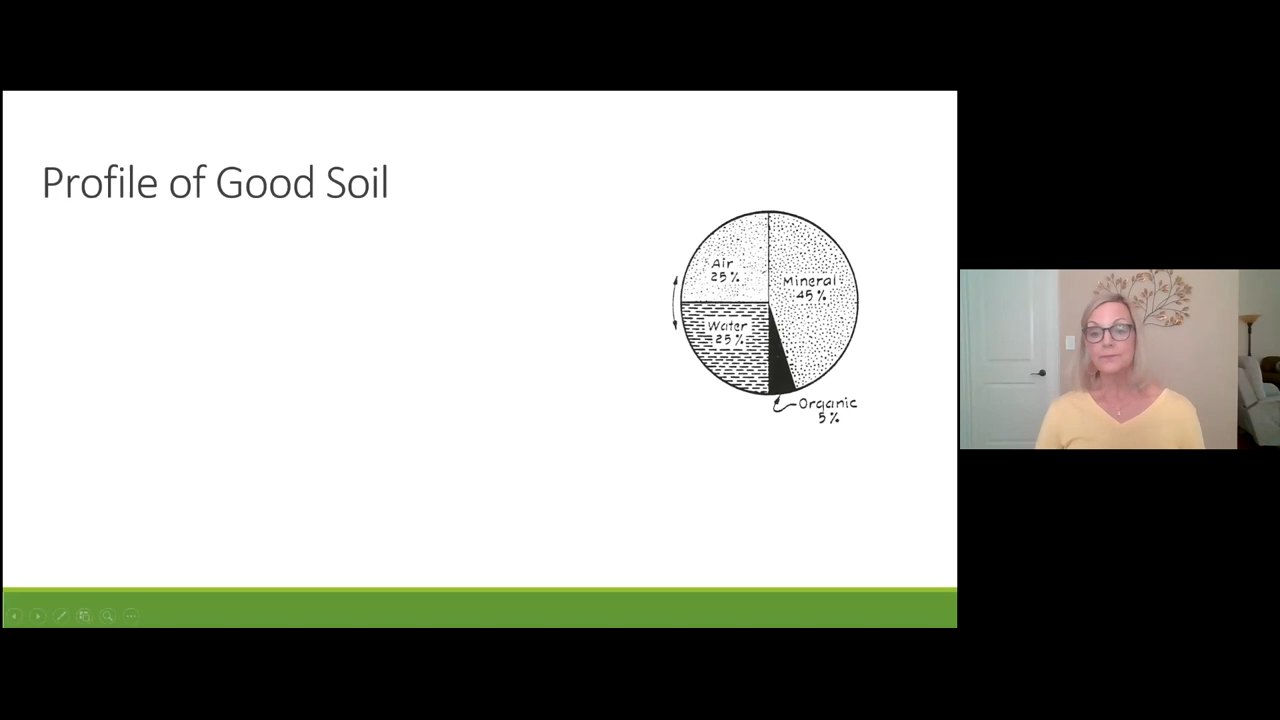 Profile of Good Soil
Air
25%
Mineral
45%
Water
25%
Organic
5%